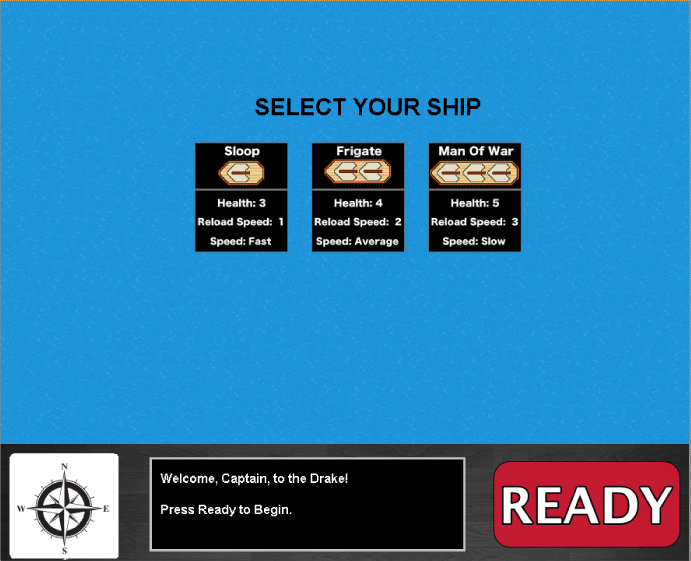 SELECT YOUR SHIP
Sloop
Health: 3
Reload Speed: 1
Speed: Fast
Frigate
Health: 4
Reload Speed: 2
Speed: Average
Man Of War
Health: 5
Reload Speed: 3
Speed: Slow
N
W E
S
Welcome, Captain, to the Drake!
Press Ready to Begin.
READY